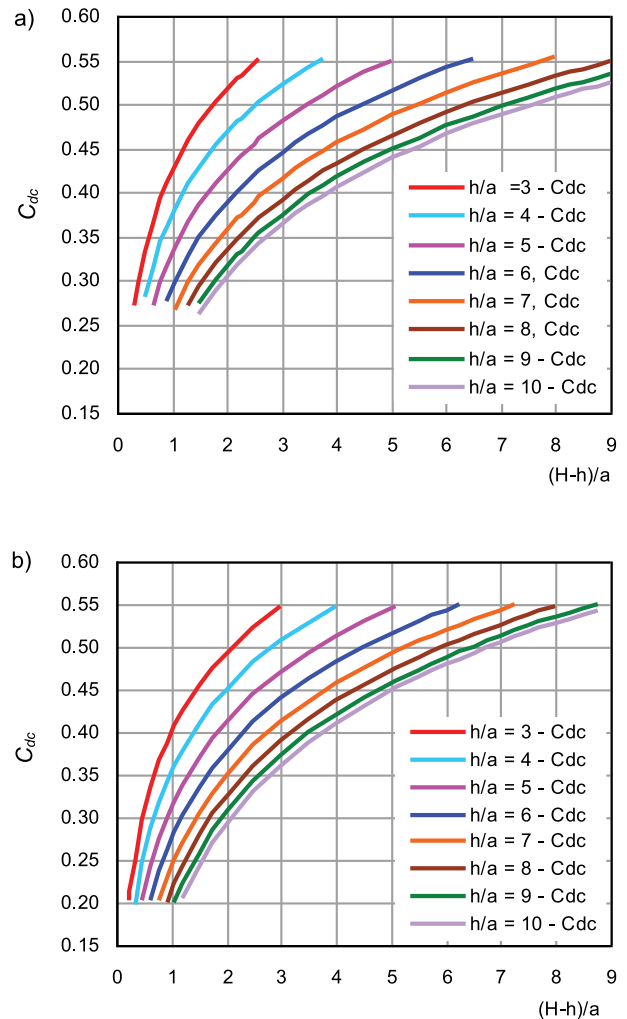 a)
0.60
0.55
0.50
0.45
0.40
0.35
0.30
0.25
0.20
0.15
Cdc
h/a =3 - Cdc
h/a = 4 - Cdc
h/a = 5 - Cdc
h/a = 6, Cdc
h/a = 7, Cdc
h/a = 8, Cdc
h/a = 9 - Cdc
h/a = 10 - Cdc
0 1 2 3 4 5 6 7 8 9
(H-h)/a
b)
0.60
0.55
0.50
0.45
0.40
0.35
0.30
0.25
0.20
0.15
Cdc
h/a = 3 - Cdc
h/a = 4 - Cdc
h/a = 5 - Cdc
h/a = 6 - Cdc
h/a = 7 - Cdc
h/a = 8 - Cdc
h/a = 9 - Cdc
h/a = 10 - Cdc
0 1 2 3 4 5 6 7 8 9
(H-h)/a